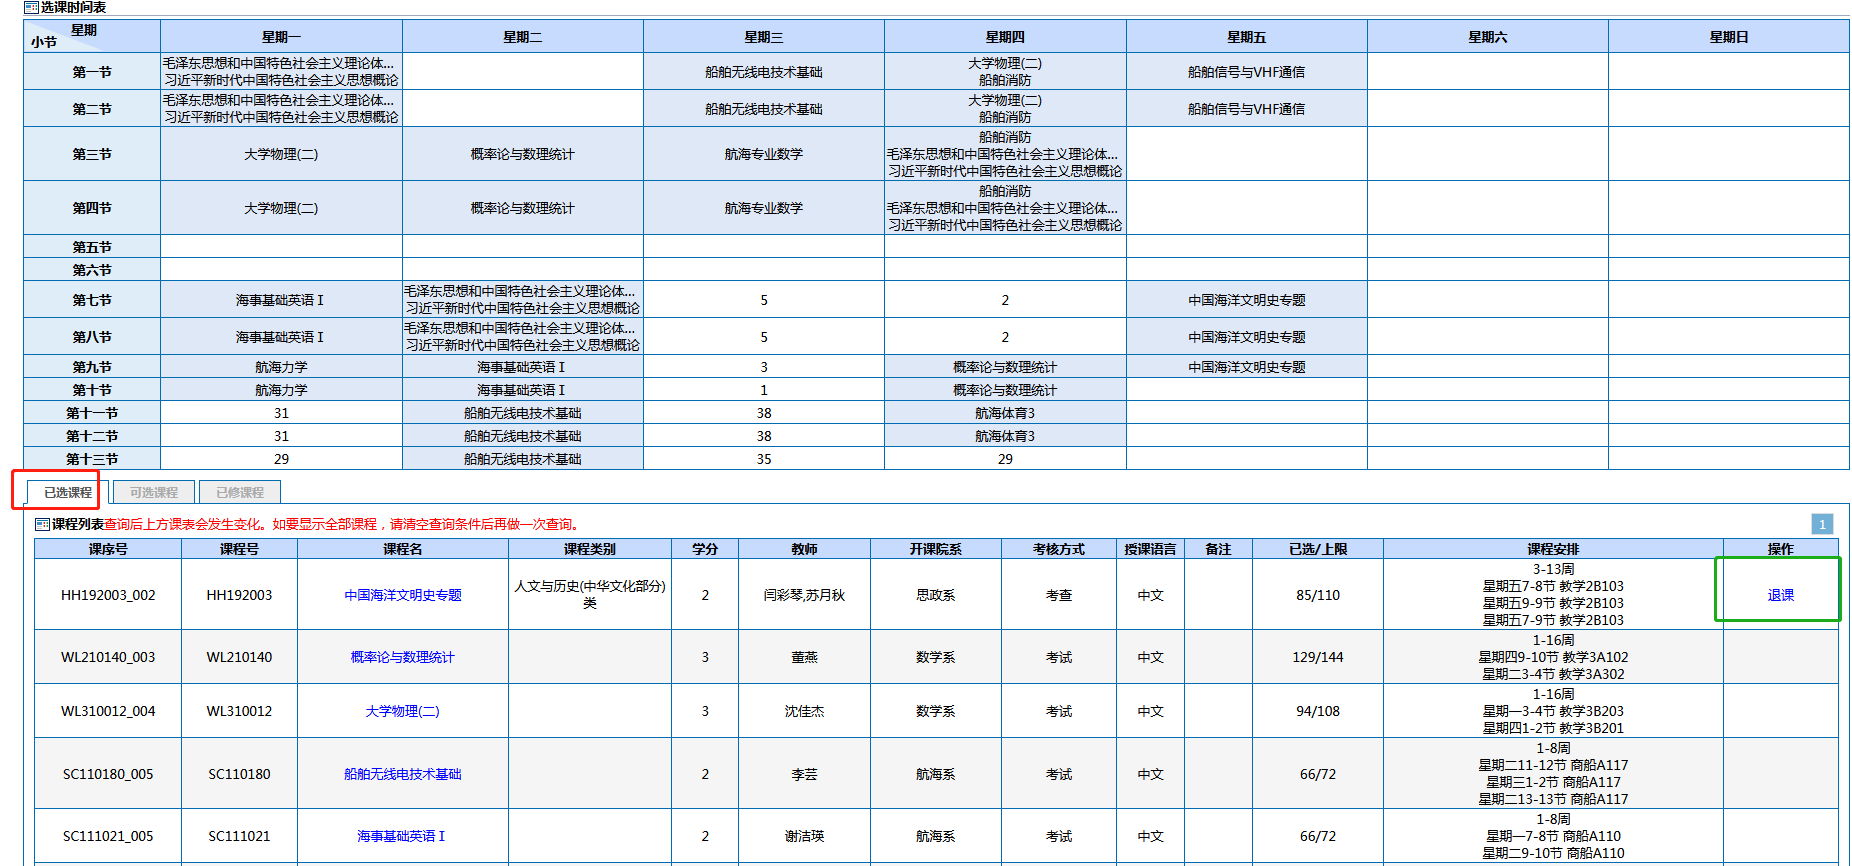 选课时间表
星期
小节
星期一
星期二
星期三
星期四
星期五
星期六
星期日
第一节
毛泽东思想和中国特色社会主义理论体...
习近平新时代中国特色社会主义思想概论
船舶无线电技术基础
大学物理(二)
船舶消防
船舶信号与VHF通信
第二节
毛泽东思想和中国特色社会主义理论体...
习近平新时代中国特色社会主义思想概论
船舶无线电技术基础
大学物理(二)
船舶消防
船舶信号与VHF通信
第三节
大学物理(二)
概率论与数理统计
航海专业数学
船舶消防
毛泽东思想和中国特色社会主义理论体...
习近平新时代中国特色社会主义思想概论
第四节
大学物理(二)
概率论与数理统计
航海专业数学
船舶消防
毛泽东思想和中国特色社会主义理论体...
习近平新时代中国特色社会主义思想概论
第五节
第六节
第七节
海事基础英语 I
毛泽东思想和中国特色社会主义理论体...
习近平新时代中国特色社会主义思想概论
5
2
中国海洋文明史专题
第八节
海事基础英语 I
毛泽东思想和中国特色社会主义理论体...
习近平新时代中国特色社会主义思想概论
5
2
中国海洋文明史专题
第九节
航海力学
海事基础英语 I
3
概率论与数理统计
中国海洋文明史专题
第十节
航海力学
海事基础英语 I
1
概率论与数理统计
第十一节
31
船舶无线电技术基础
38
航海体育3
第十二节
31
船舶无线电技术基础
38
航海体育3
第十三节
29
船舶无线电技术基础
35
29
已选课程
可选课程
已修课程
课程列表查询后上方课表会发生变化。如要显示全部课程，请清空查询条件后再做一次查询。
1
课序号
课程号
课程名
课程类别
学分
教师
开课院系
考核方式
授课语言
备注
已选/上限
课程安排
操作
HH192003_002
HH192003
中国海洋文明史专题
人文与历史(中华文化部分)
类
2
闫彩琴,苏月秋
思政系
考查
中文
85/110
3-13周
星期五7-8节 教学2B103
星期五9-9节 教学2B103
星期五7-9节 教学2B103
退课
WL210140_003
WL210140
概率论与数理统计
3
董燕
数学系
考试
中文
129/144
1-16周
星期四9-10节 教学3A102
星期二3-4节 教学3A302
WL310012_004
WL310012
大学物理(二)
3
沈佳杰
数学系
考试
中文
94/108
1-16周
星期一3-4节 教学3B203
星期四1-2节 教学3B201
SC110180_005
SC110180
船舶无线电技术基础
2
李芸
航海系
考试
中文
66/72
1-8周
星期二11-12节 商船A117
星期三1-2节 商船A117
星期二13-13节 商船A117
SC111021_005
SC111021
海事基础英语 I
2
谢洁瑛
航海系
考试
中文
66/72
1-8周
星期一7-8节 商船A110
星期二9-10节 商船A110